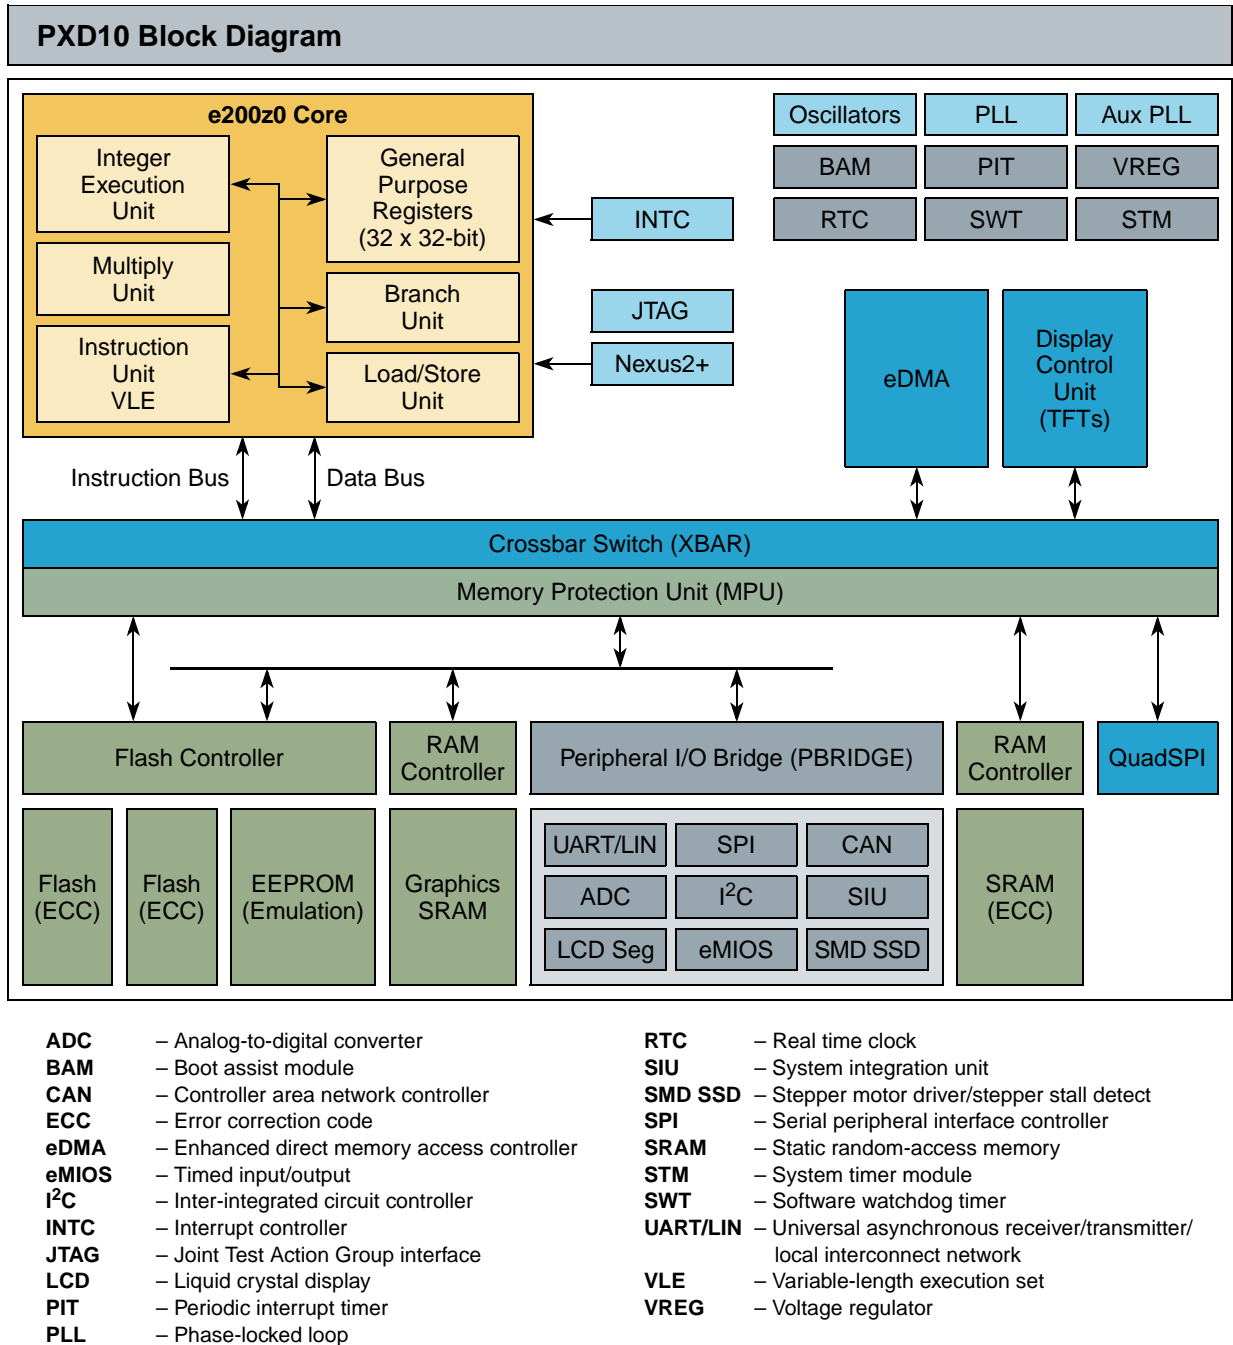 PXD10 Block Diagram
e200z0 Core
Integer
Execution
Unit
General
Purpose
Registers
(32 x 32-bit)
Multiply
Unit
Branch
Unit
Instruction
Unit
VLE
Load/Store
Unit
INTC
JTAG
Nexus2+
Oscillators
PLL
Aux PLL
BAM
PIT
VREG
RTC
SWT
STM
eDMA
Display
Control
Unit
(TFTs)
Instruction Bus
Data Bus
Crossbar Switch (XBAR)
Memory Protection Unit (MPU)
Flash Controller
RAM
Controller
Peripheral I/O Bridge (PBRIDGE)
RAM
Controller
QuadSPI
Flash
(ECC)
Flash
(ECC)
EEPROM
(Emulation)
Graphics
SRAM
UART/LIN
SPI
CAN
ADC
I²C
SIU
LCD Seg
eMIOS
SMD SSD
SRAM
(ECC)
ADC – Analog-to-digital converter
BAM – Boot assist module
CAN – Controller area network controller
ECC – Error correction code
eDMA – Enhanced direct memory access controller
eMIOS – Timed input/output
I²C – Inter-integrated circuit controller
INTC – Interrupt controller
JTAG – Joint Test Action Group interface
LCD – Liquid crystal display
PIT – Periodic interrupt timer
PLL – Phase-locked loop
RTC – Real time clock
SIU – System integration unit
SMD SSD – Stepper motor driver/stepper stall detect
SPI – Serial peripheral interface controller
SRAM – Static random-access memory
STM – System timer module
SWT – Software watchdog timer
UART/LIN – Universal asynchronous receiver/transmitter/
local interconnect network
VLE – Variable-length execution set
VREG – Voltage regulator